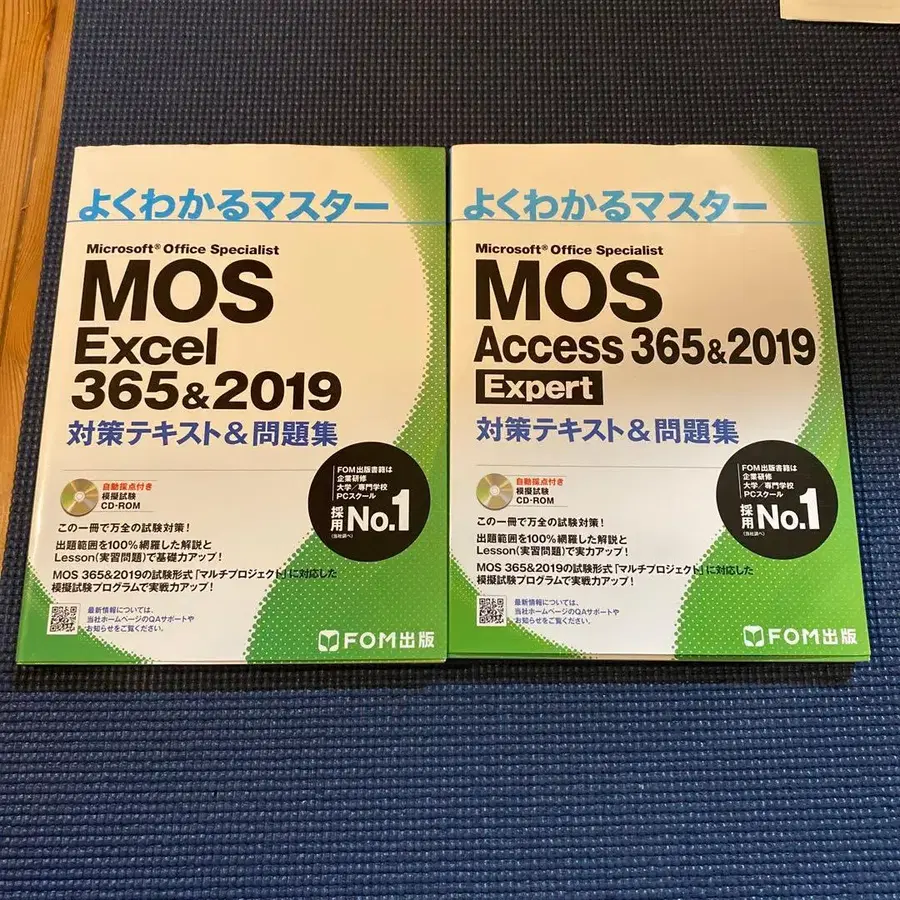 よくわかるマスター
Microsoft® Office Specialist
MOS
Excel
365&2019
対策テキスト&問題集
自動採点付き
模擬試験
CD-ROM
FOM出版書籍は
企業研修
大学/専門学校
PCスクール
採用No.1
(当社調べ)
この一冊で万全の試験対策!
出題範囲を100%網羅した解説と
Lesson(実習問題)で基礎力アップ!
MOS 365&2019の試験形式「マルチプロジェクト」に対応した
模擬試験プログラムで実戦力アップ!
最新情報については、
当社ホームページのQAサポートや
お知らせをご覧ください。
FOM出版
よくわかるマスター
Microsoft® Office Specialist
MOS
Access 365&2019
Expert
対策テキスト&問題集
自動採点付き
模擬試験
CD-ROM
FOM出版書籍は
企業研修
大学/専門学校
PCスクール
採用No.1
(当社調べ)
この一冊で万全の試験対策!
出題範囲を100%網羅した解説と
Lesson(実習問題)で実力アップ!
MOS 365&2019の試験形式「マルチプロジェクト」に対応した
模擬試験プログラムで実戦力アップ!
最新情報については、
当社ホームページのQAサポートや
お知らせをご覧ください。
FOM出版